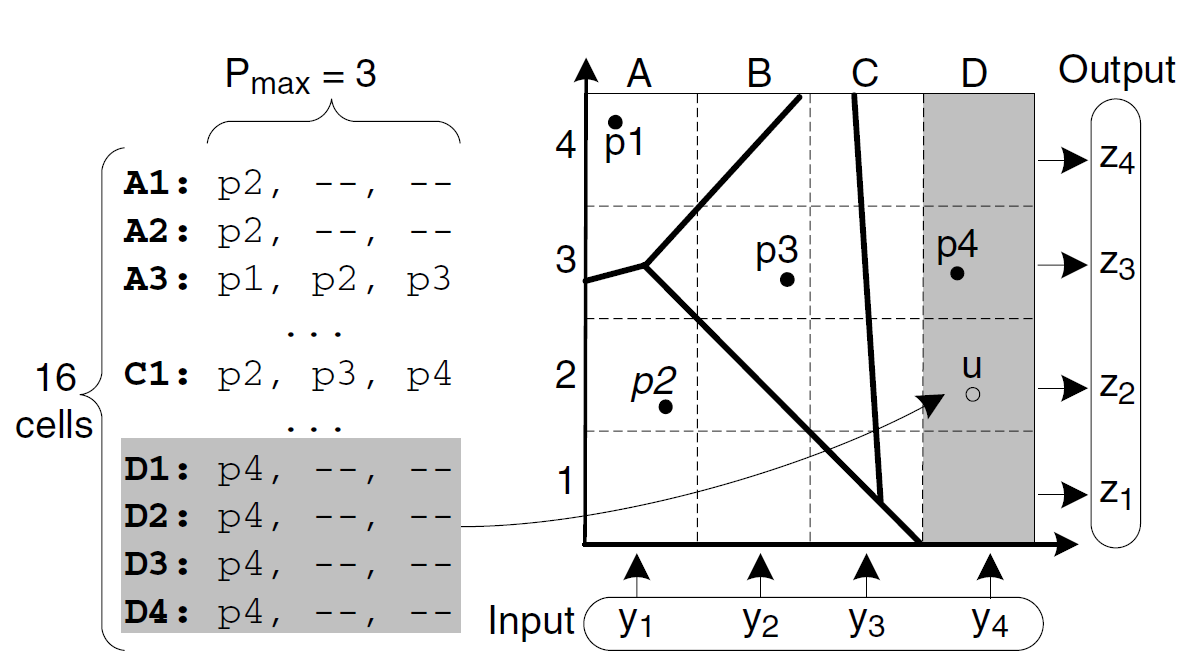 P_max = 3
A1: p2, --, --
A2: p2, --, --
A3: p1, p2, p3
...
C1: p2, p3, p4
...
D1: p4, --, --
D2: p4, --, --
D3: p4, --, --
D4: p4, --, --
16
cells
A B C D
4
3
2
1
p1
p3
p4
p2
u
Output
z4
z3
z2
z1
Input y1 y2 y3 y4